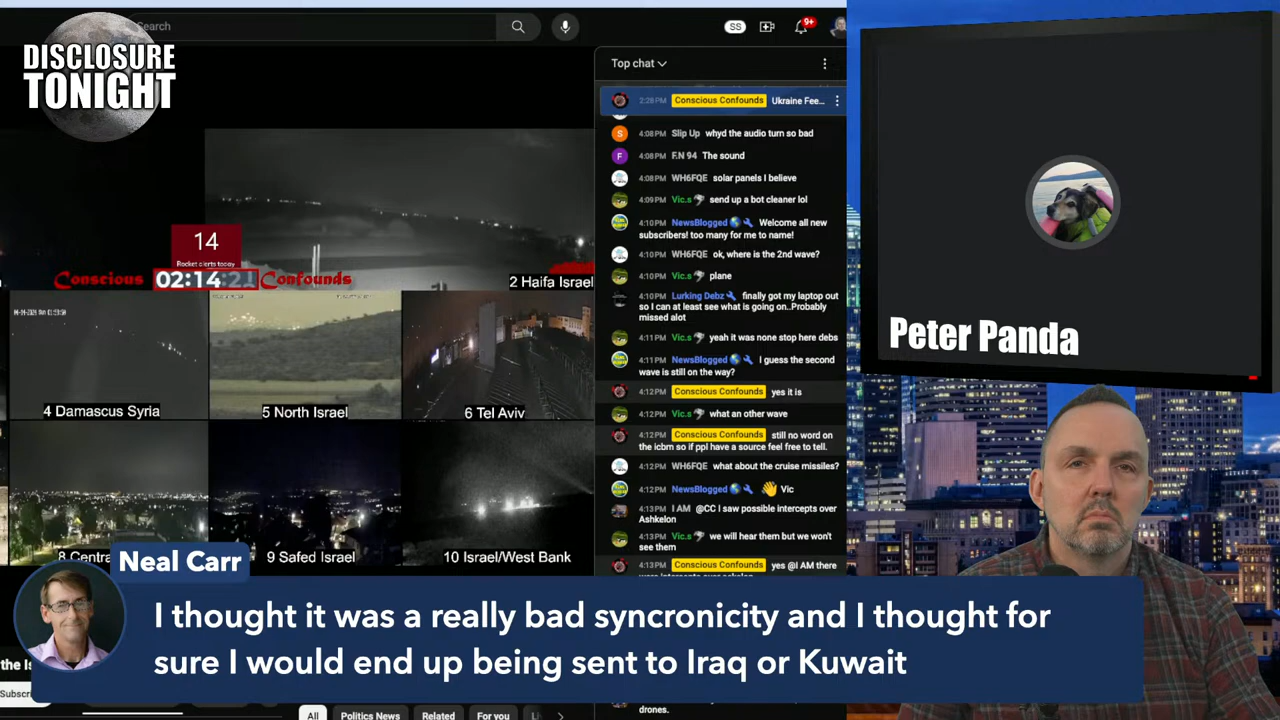 DISCLOSURE
TONIGHT
Search
SS
9+
14
Rocket alerts today
Conscious 02:14:21 Confounds
2 Haifa Israel
4 Damascus Syria
5 North Israel
6 Tel Aviv
9 Safed Israel
10 Israel/West Bank
Top chat
2:28PM Conscious Confounds Ukraine Fee...
4:08PM Slip Up whyd the audio turn so bad
4:08PM F.N 94 The sound
4:08PM WH6FQE solar panels I believe
4:09PM Vic.s send up a bot cleaner lol
4:10PM NewsBlogged Welcome all new
subscribers! too many for me to name!
4:10PM WH6FQE ok, where is the 2nd wave?
4:10PM Vic.s plane
4:10PM Lurking Debz finally got my laptop out
so I can at least see what is going on..Probably
missed alot
4:11PM Vic.s yeah it was none stop here debs
4:11PM NewsBlogged I guess the second
wave is still on the way?
4:12PM Conscious Confounds yes it is
4:12PM Vic.s what an other wave
4:12PM Conscious Confounds still no word on
the icbm so if ppl have a source feel free to tell.
4:12PM WH6FQE what about the cruise missiles?
4:12PM NewsBlogged Vic
4:13PM I AM @CC I saw possible intercepts over
Ashkelon
4:13PM Vic.s we will hear them but we won't
see them
4:13PM Conscious Confounds yes @I AM there
drones.
Peter Panda
Neal Carr
I thought it was a really bad syncronicity and I thought for
sure I would end up being sent to Iraq or Kuwait
All
Politics News
Related
For you